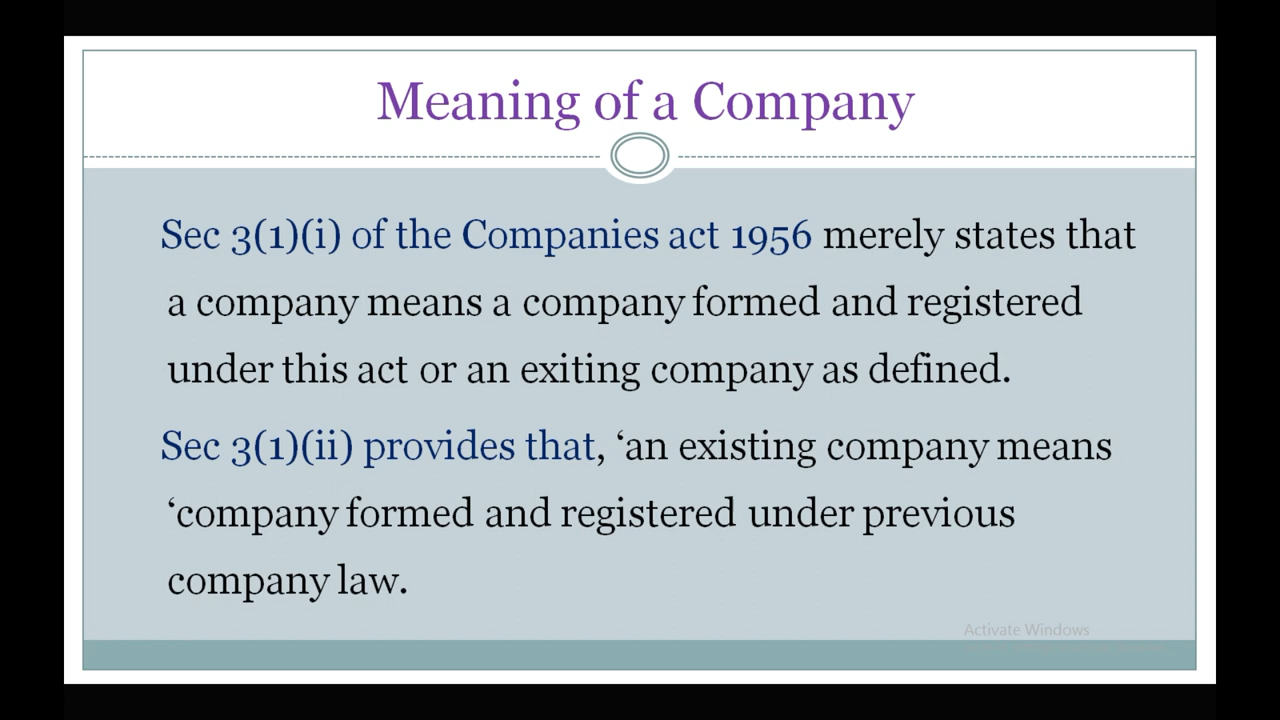 Meaning of a Company
Sec 3(1)(i) of the Companies act 1956 merely states that
a company means a company formed and registered
under this act or an exiting company as defined.
Sec 3(1)(ii) provides that, ‘an existing company means
‘company formed and registered under previous
company law.
Activate Windows